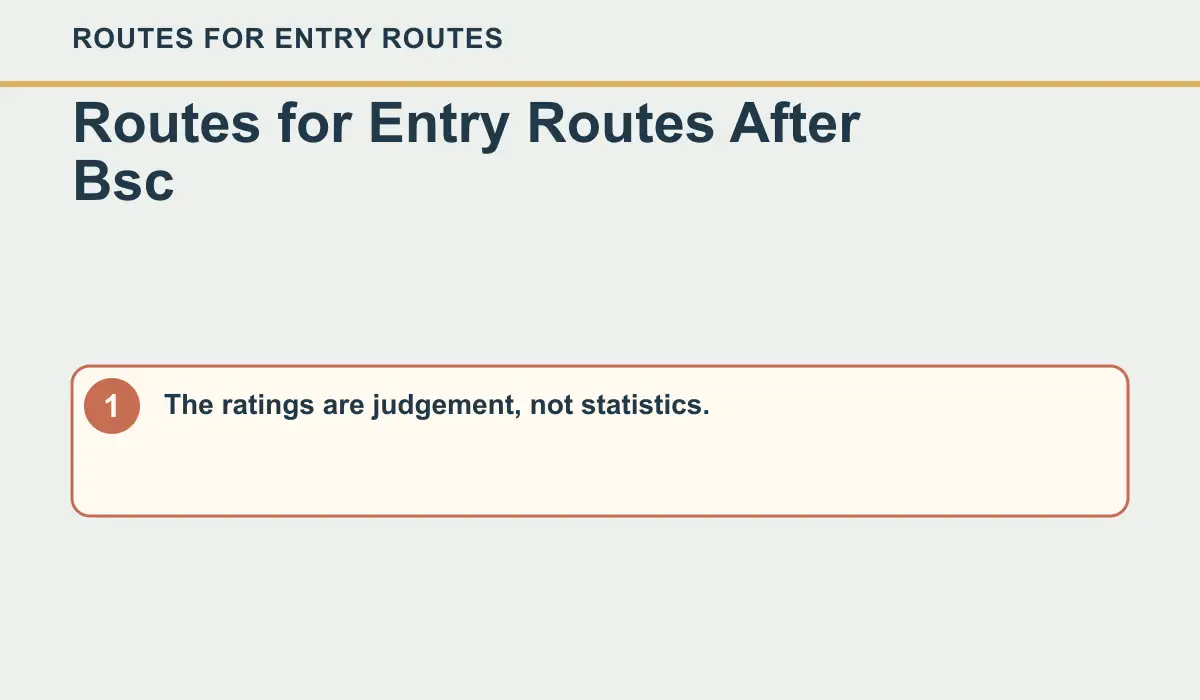 ROUTES FOR ENTRY ROUTES
Routes for Entry Routes After
Bsc
1 The ratings are judgement, not statistics.